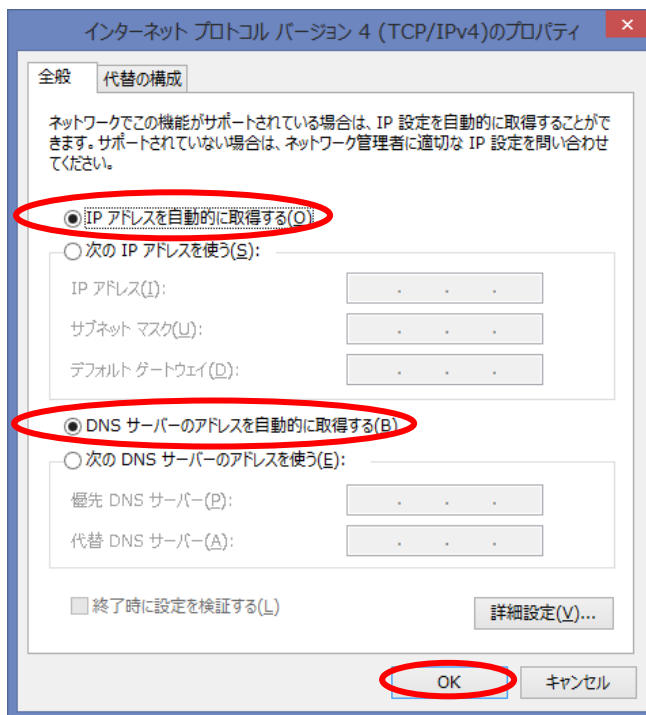 インターネット プロトコル バージョン 4 (TCP/IPv4)のプロパティ
全般
代替の構成
ネットワークでこの機能がサポートされている場合は、IP 設定を自動的に取得することがで
きます。サポートされていない場合は、ネットワーク管理者に適切な IP 設定を問い合わせ
てください。
IP アドレスを自動的に取得する(O)
次の IP アドレスを使う(S):
IP アドレス(I):
サブネット マスク(U):
デフォルト ゲートウェイ(D):
DNS サーバーのアドレスを自動的に取得する(B)
次の DNS サーバーのアドレスを使う(E):
優先 DNS サーバー(P):
代替 DNS サーバー(A):
終了時に設定を検証する(L)
詳細設定(V)...
OK
キャンセル